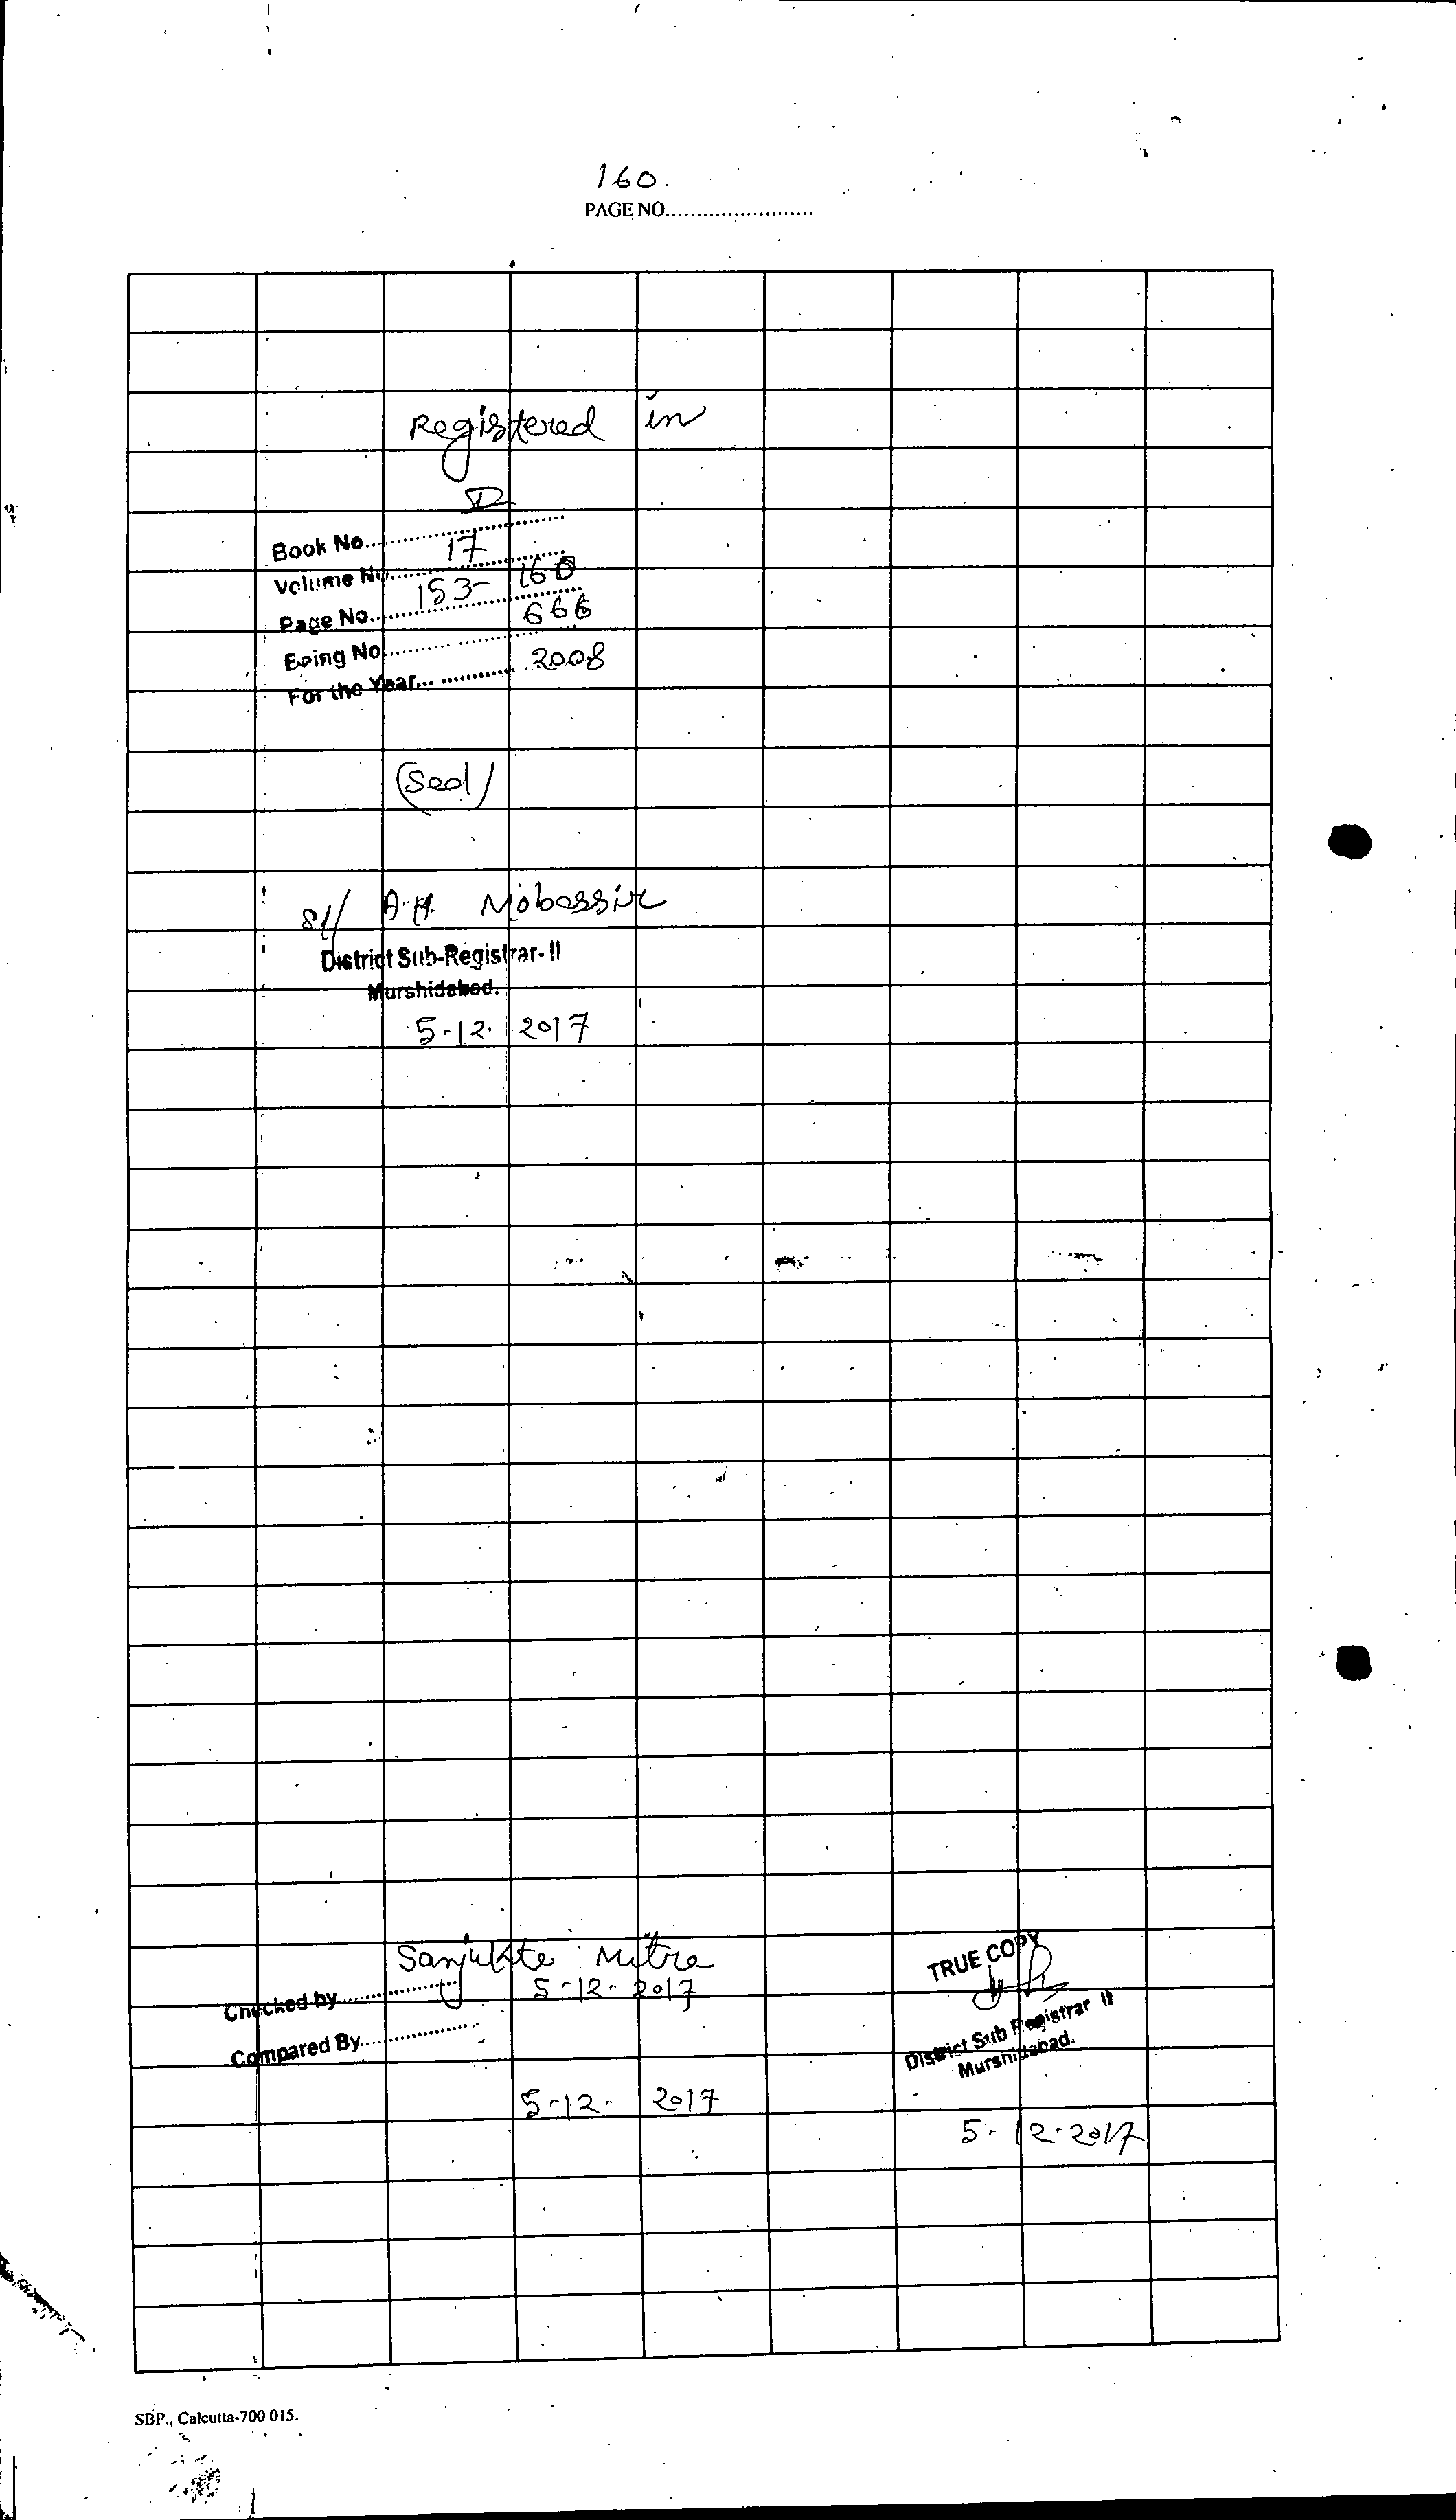 160
PAGE NO.........................
Registered in
Book No....................
Volume No.................... 17
Page No.................... 153-160
Being No.................... 666
For the Year.................... 2008
(Seal)
Sd/ A.H. Mobassir
District Sub-Registrar-II
Murshidabad.
5-12. 2017
Sanjukta Mitra
Checked by.................... 5-12-2017
Compared By....................
5-12- 2017
TRUE COPY
District Sub Registrar II
Murshidabad.
5-12-2017
SBP., Calcutta-700 015.